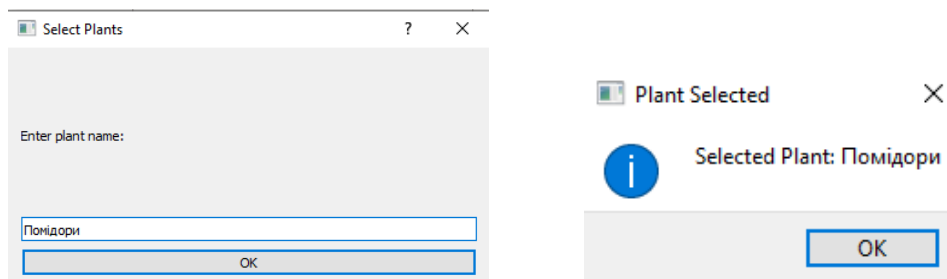 Select Plants
?
Enter plant name:
Помідори
OK
Plant Selected
i
Selected Plant: Помідори
OK